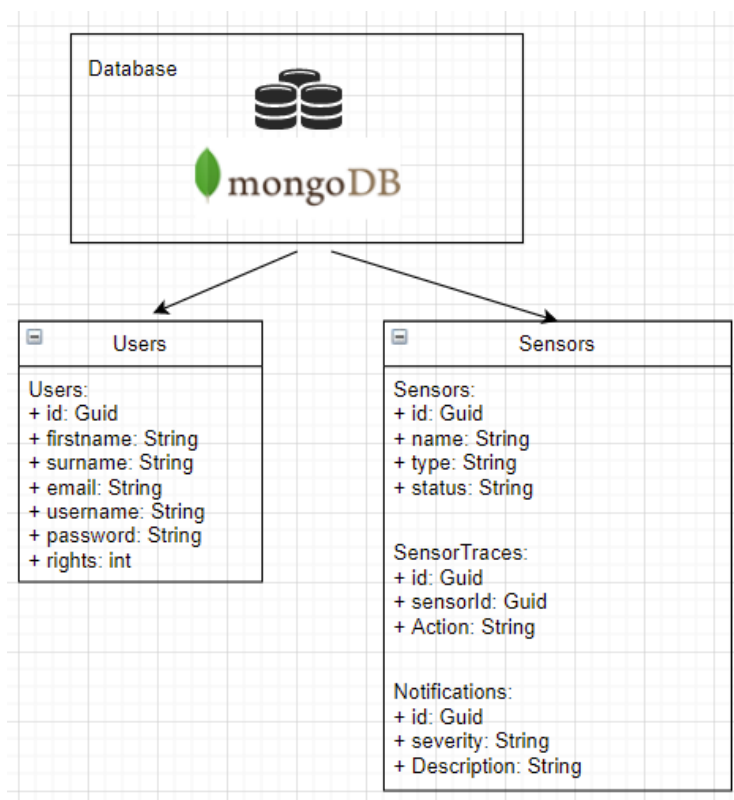 Database
mongoDB
Users
Users:
+ id: Guid
+ firstname: String
+ surname: String
+ email: String
+ username: String
+ password: String
+ rights: int
Sensors
Sensors:
+ id: Guid
+ name: String
+ type: String
+ status: String
SensorTraces:
+ id: Guid
+ sensorId: Guid
+ Action: String
Notifications:
+ id: Guid
+ severity: String
+ Description: String